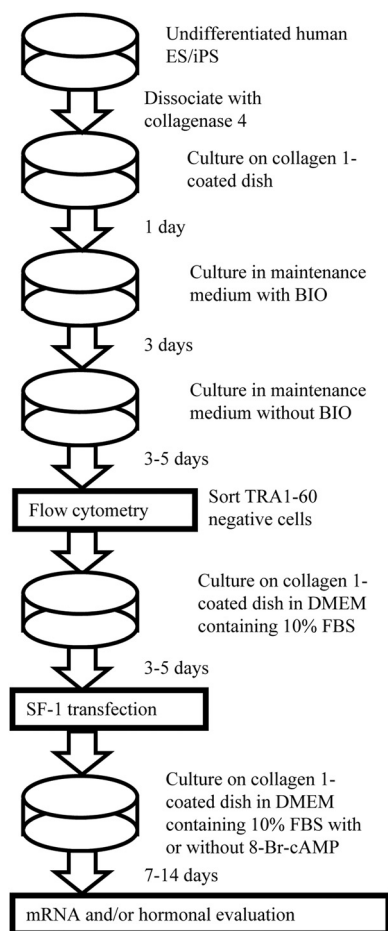 Undifferentiated human
ES/iPS
Dissociate with
collagenase 4
Culture on collagen 1-
coated dish
1 day
Culture in maintenance
medium with BIO
3 days
Culture in maintenance
medium without BIO
3-5 days
Flow cytometry
Sort TRA1-60
negative cells
Culture on collagen 1-
coated dish in DMEM
containing 10% FBS
3-5 days
SF-1 transfection
Culture on collagen 1-
coated dish in DMEM
containing 10% FBS with
or without 8-Br-cAMP
7-14 days
mRNA and/or hormonal evaluation